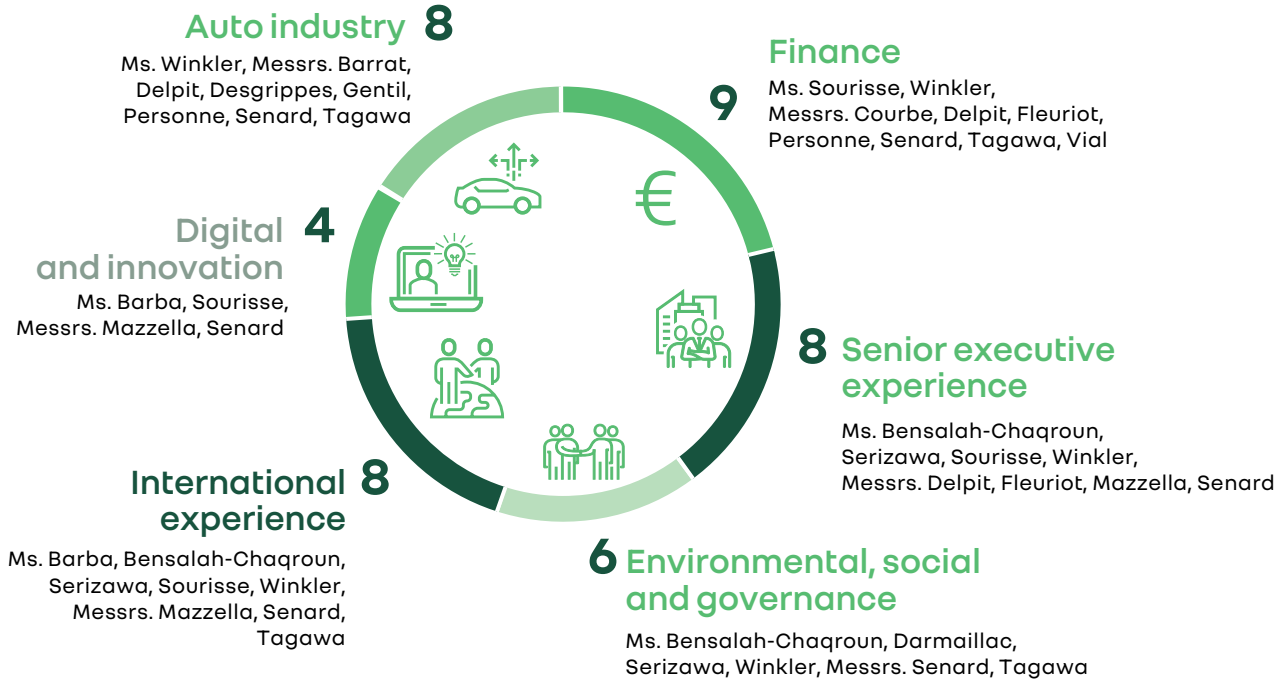 Auto industry 8
Ms. Winkler, Messrs. Barrat,
Delpit, Desgrippes, Gentil,
Personne, Senard, Tagawa
Finance
9
Ms. Sourisse, Winkler,
Messrs. Courbe, Delpit, Fleuriot,
Personne, Senard, Tagawa, Vial
€
Digital 4
and innovation
Ms. Barba, Sourisse,
Messrs. Mazzella, Senard
8 Senior executive
experience
Ms. Bensalah-Chaqroun,
Serizawa, Sourisse, Winkler,
Messrs. Delpit, Fleuriot, Mazzella, Senard
International 8
experience
Ms. Barba, Bensalah-Chaqroun,
Serizawa, Sourisse, Winkler,
Messrs. Mazzella, Senard,
Tagawa
6 Environmental, social
and governance
Ms. Bensalah-Chaqroun, Darmaillac,
Serizawa, Winkler, Messrs. Senard, Tagawa